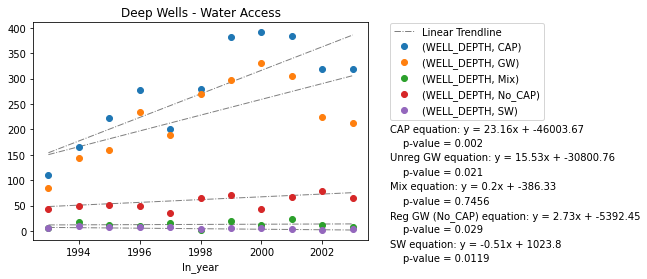 Deep Wells - Water Access
400
350
300
250
200
150
100
50
0
1994
1996
1998
2000
2002
In_year
Linear Trendline
(WELL_DEPTH, CAP)
(WELL_DEPTH, GW)
(WELL_DEPTH, Mix)
(WELL_DEPTH, No_CAP)
(WELL_DEPTH, SW)
CAP equation: y = 23.16x + -46003.67
p-value = 0.002
Unreg GW equation: y = 15.53x + -30800.76
p-value = 0.021
Mix equation: y = 0.2x + -386.33
p-value = 0.7456
Reg GW (No_CAP) equation: y = 2.73x + -5392.45
p-value = 0.029
SW equation: y = -0.51x + 1023.8
p-value = 0.0119